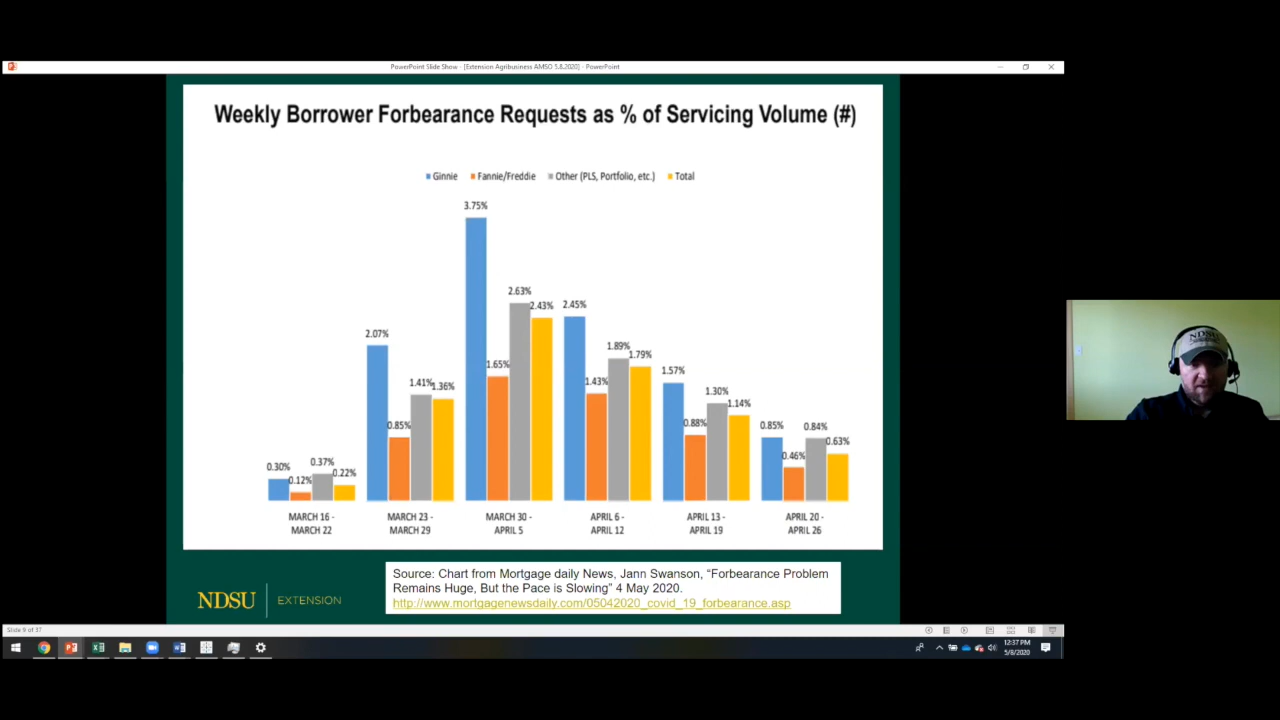 PowerPoint Slide Show - [Extension Agribusiness AMSO 5.8.2020] - PowerPoint
Weekly Borrower Forbearance Requests as % of Servicing Volume (#)
Ginnie Fannie/Freddie Other (PLS, Portfolio, etc.) Total
0.30% 0.12% 0.37% 0.22%
2.07% 0.85% 1.41% 1.36%
3.75% 1.65% 2.63% 2.43%
2.45% 1.43% 1.89% 1.79%
1.57% 0.88% 1.30% 1.14%
0.85% 0.46% 0.84% 0.63%
MARCH 16 -
MARCH 22
MARCH 23 -
MARCH 29
MARCH 30 -
APRIL 5
APRIL 6 -
APRIL 12
APRIL 13 -
APRIL 19
APRIL 20 -
APRIL 26
NDSU EXTENSION
Source: Chart from Mortgage daily News, Jann Swanson, “Forbearance Problem
Remains Huge, But the Pace is Slowing” 4 May 2020.
http://www.mortgagenewsdaily.com/05042020_covid_19_forbearance.asp
NDSU
Slide 9 of 37
12:37 PM
5/8/2020